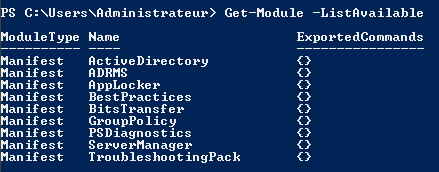 PS C:\Users\Administrateur> Get-Module -ListAvailable
ModuleType Name ExportedCommands
---------- ---- ----------------
Manifest ActiveDirectory {}
Manifest ADRMS {}
Manifest AppLocker {}
Manifest BestPractices {}
Manifest BitsTransfer {}
Manifest GroupPolicy {}
Manifest PSDiagnostics {}
Manifest ServerManager {}
Manifest TroubleshootingPack {}